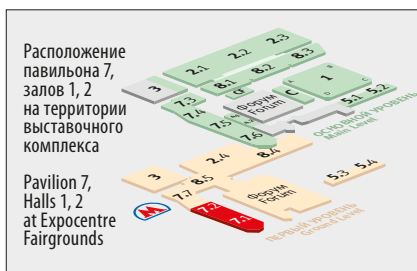 Расположение
павильона 7,
залов 1, 2
на территории
выставочного
комплекса
Pavilion 7,
Halls 1, 2
at Expocentre
Fairgrounds
2.1
2.2
2.3
3
8.1
8.2
8.3
CF
7.3
7.4
7.5
7.6
Форум
Forum
C
A
1
D
5.1
5.2
ОСНОВНОЙ УРОВЕНЬ
Main Level
3
2.4
8.4
7.7
8.5
Форум
Forum
5.3
5.4
7.2
7.1
М
ПЕРВЫЙ УРОВЕНЬ
Ground Level